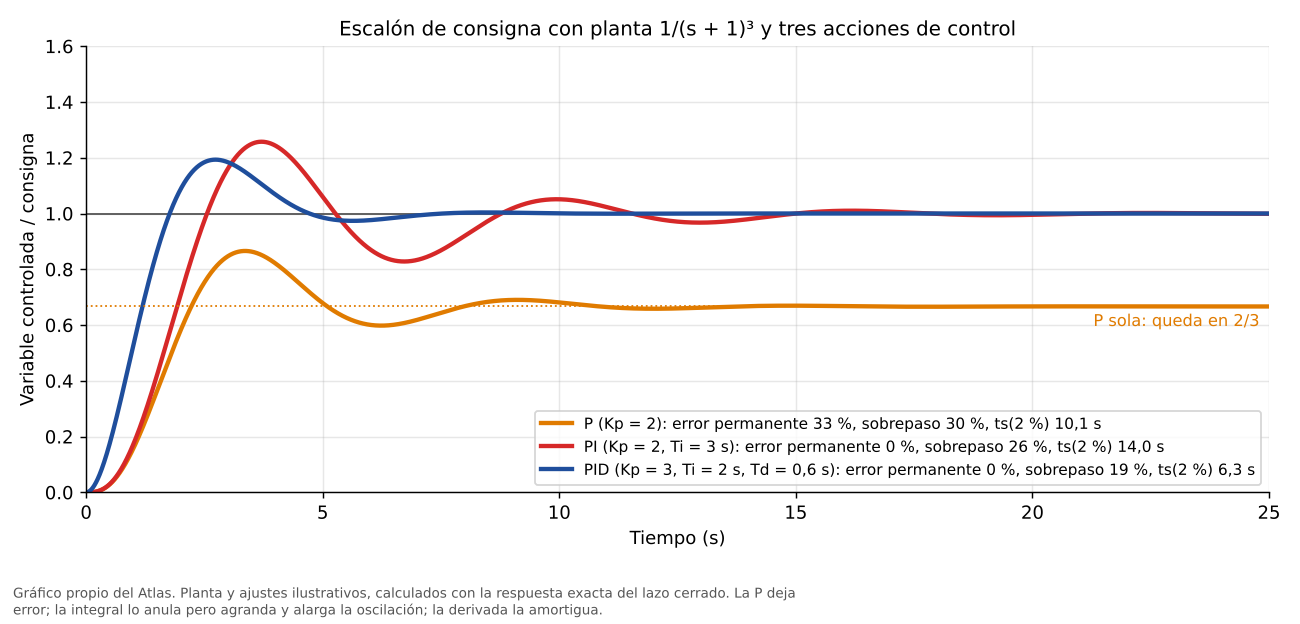 Escalón de consigna con planta 1/(s + 1)³ y tres acciones de control
Variable controlada / consigna
1.6
1.4
1.2
1.0
0.8
0.6
0.4
0.2
0.0
P sola: queda en 2/3
P (Kp = 2): error permanente 33 %, sobrepaso 30 %, ts(2 %) 10,1 s
PI (Kp = 2, Ti = 3 s): error permanente 0 %, sobrepaso 26 %, ts(2 %) 14,0 s
PID (Kp = 3, Ti = 2 s, Td = 0,6 s): error permanente 0 %, sobrepaso 19 %, ts(2 %) 6,3 s
0
5
10
15
20
25
Tiempo (s)
Gráfico propio del Atlas. Planta y ajustes ilustrativos, calculados con la respuesta exacta del lazo cerrado. La P deja
error; la integral lo anula pero agranda y alarga la oscilación; la derivada la amortigua.